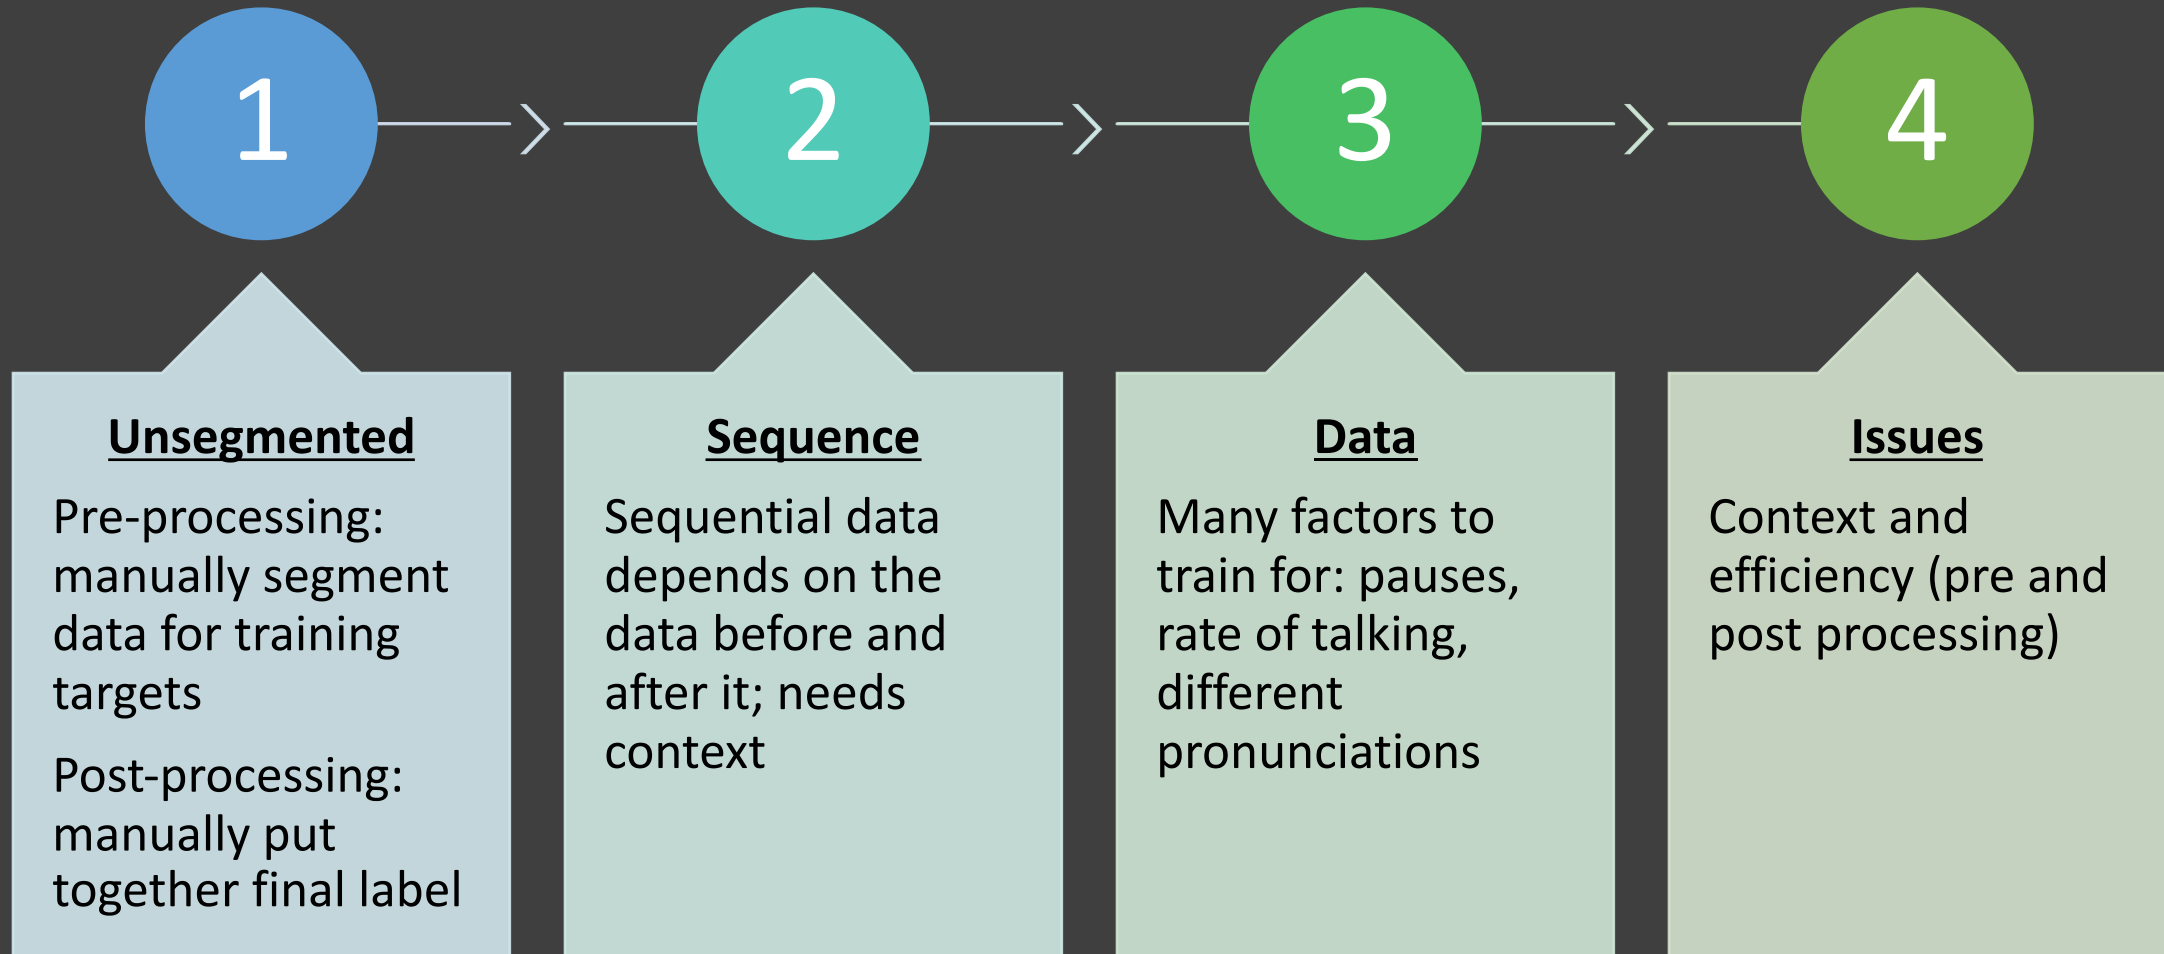 1
2
3
4
Unsegmented
Pre-processing:
manually segment
data for training
targets
Post-processing:
manually put
together final label
Sequence
Sequential data
depends on the
data before and
after it; needs
context
Data
Many factors to
train for: pauses,
rate of talking,
different
pronunciations
Issues
Context and
efficiency (pre and
post processing)